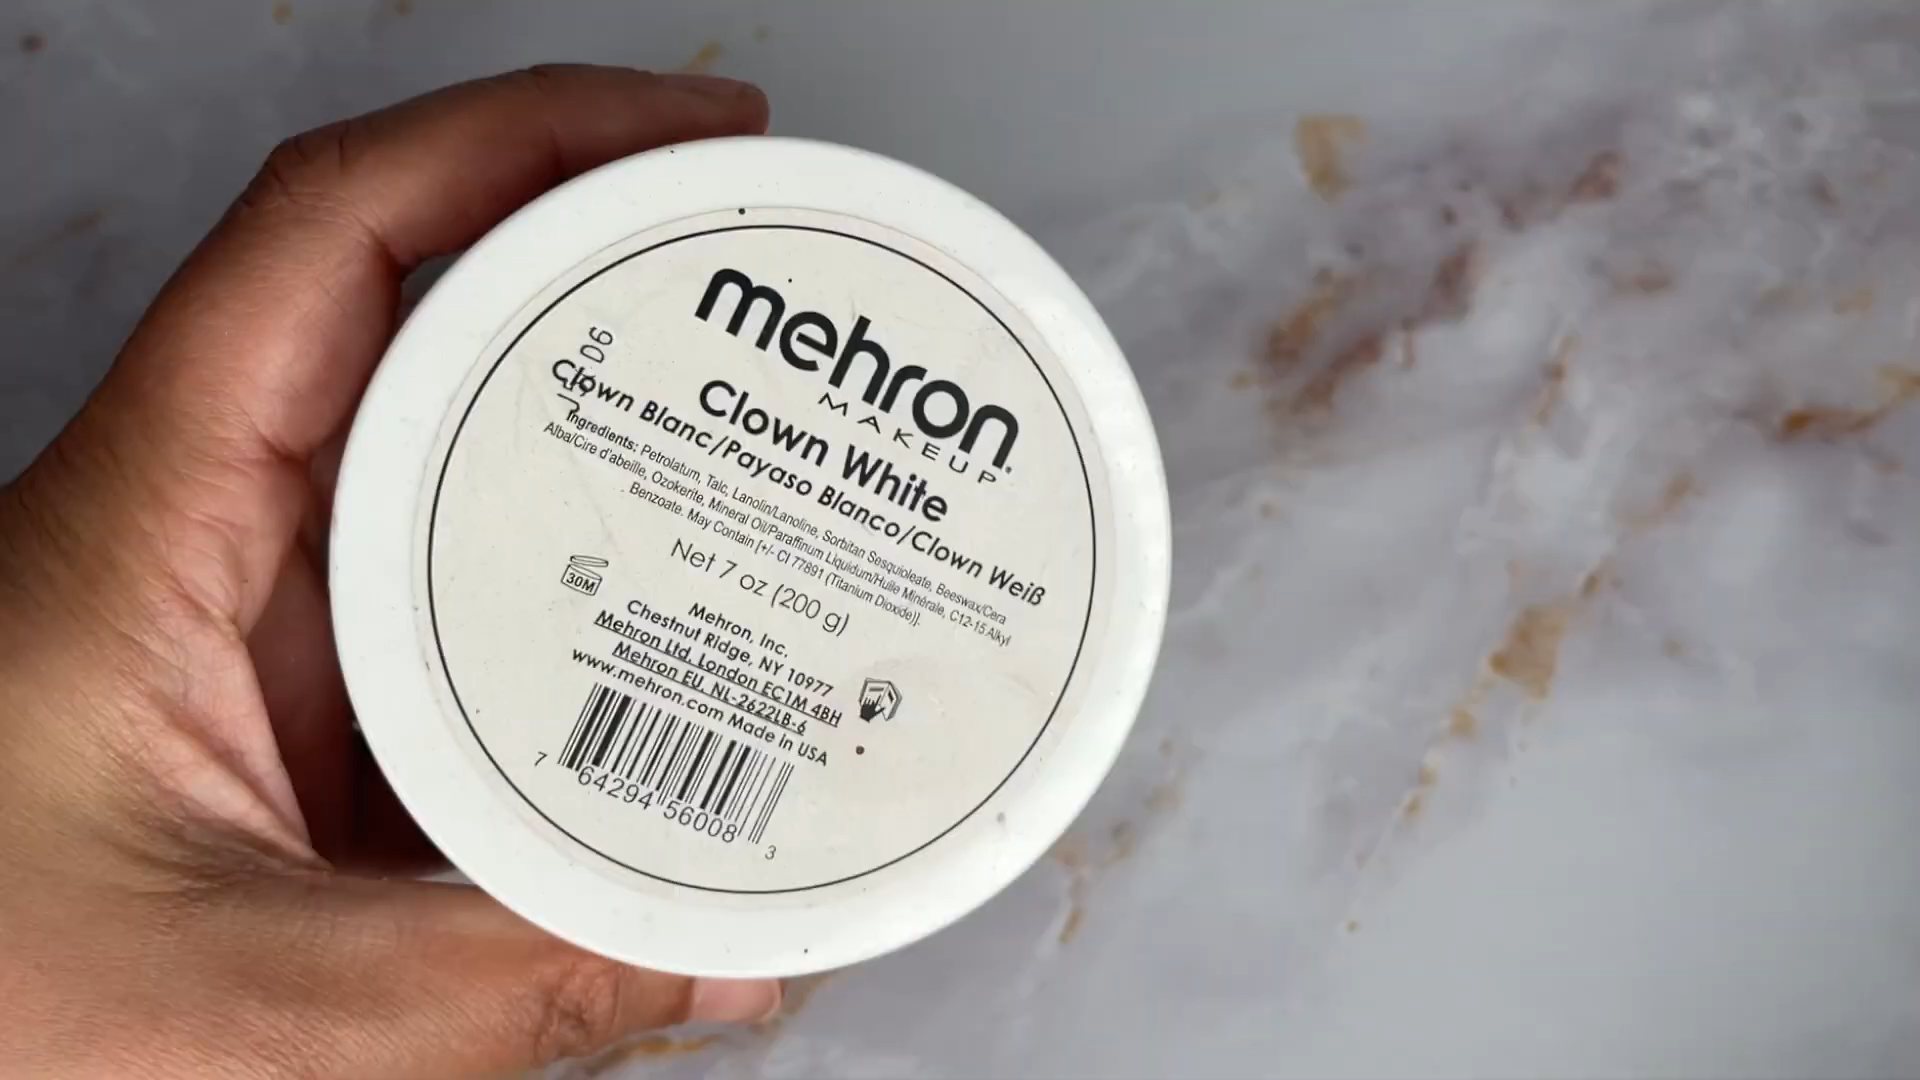 mehron
MAKEUP
Clown White
Clown Blanc/Payaso Blanco/Clown Weiß
Ingredients: Petrolatum, Talc, Lanolin/Lanoline, Sorbitan Sesquioleate, Beeswax/Cera
Alba/Cire d'abeille, Ozokerite, Mineral Oil/Paraffinum Liquidum/Huile Minérale, C12-15 Alkyl
Benzoate. May Contain [+/- CI 77891 (Titanium Dioxide)].
Net 7 oz (200 g)
30M
Mehron, Inc.
Chestnut Ridge, NY 10977
Mehron Ltd. London EC1M 4BH
Mehron EU, NL-2622LB-6
www.mehron.com Made in USA
7 64294 56008 3